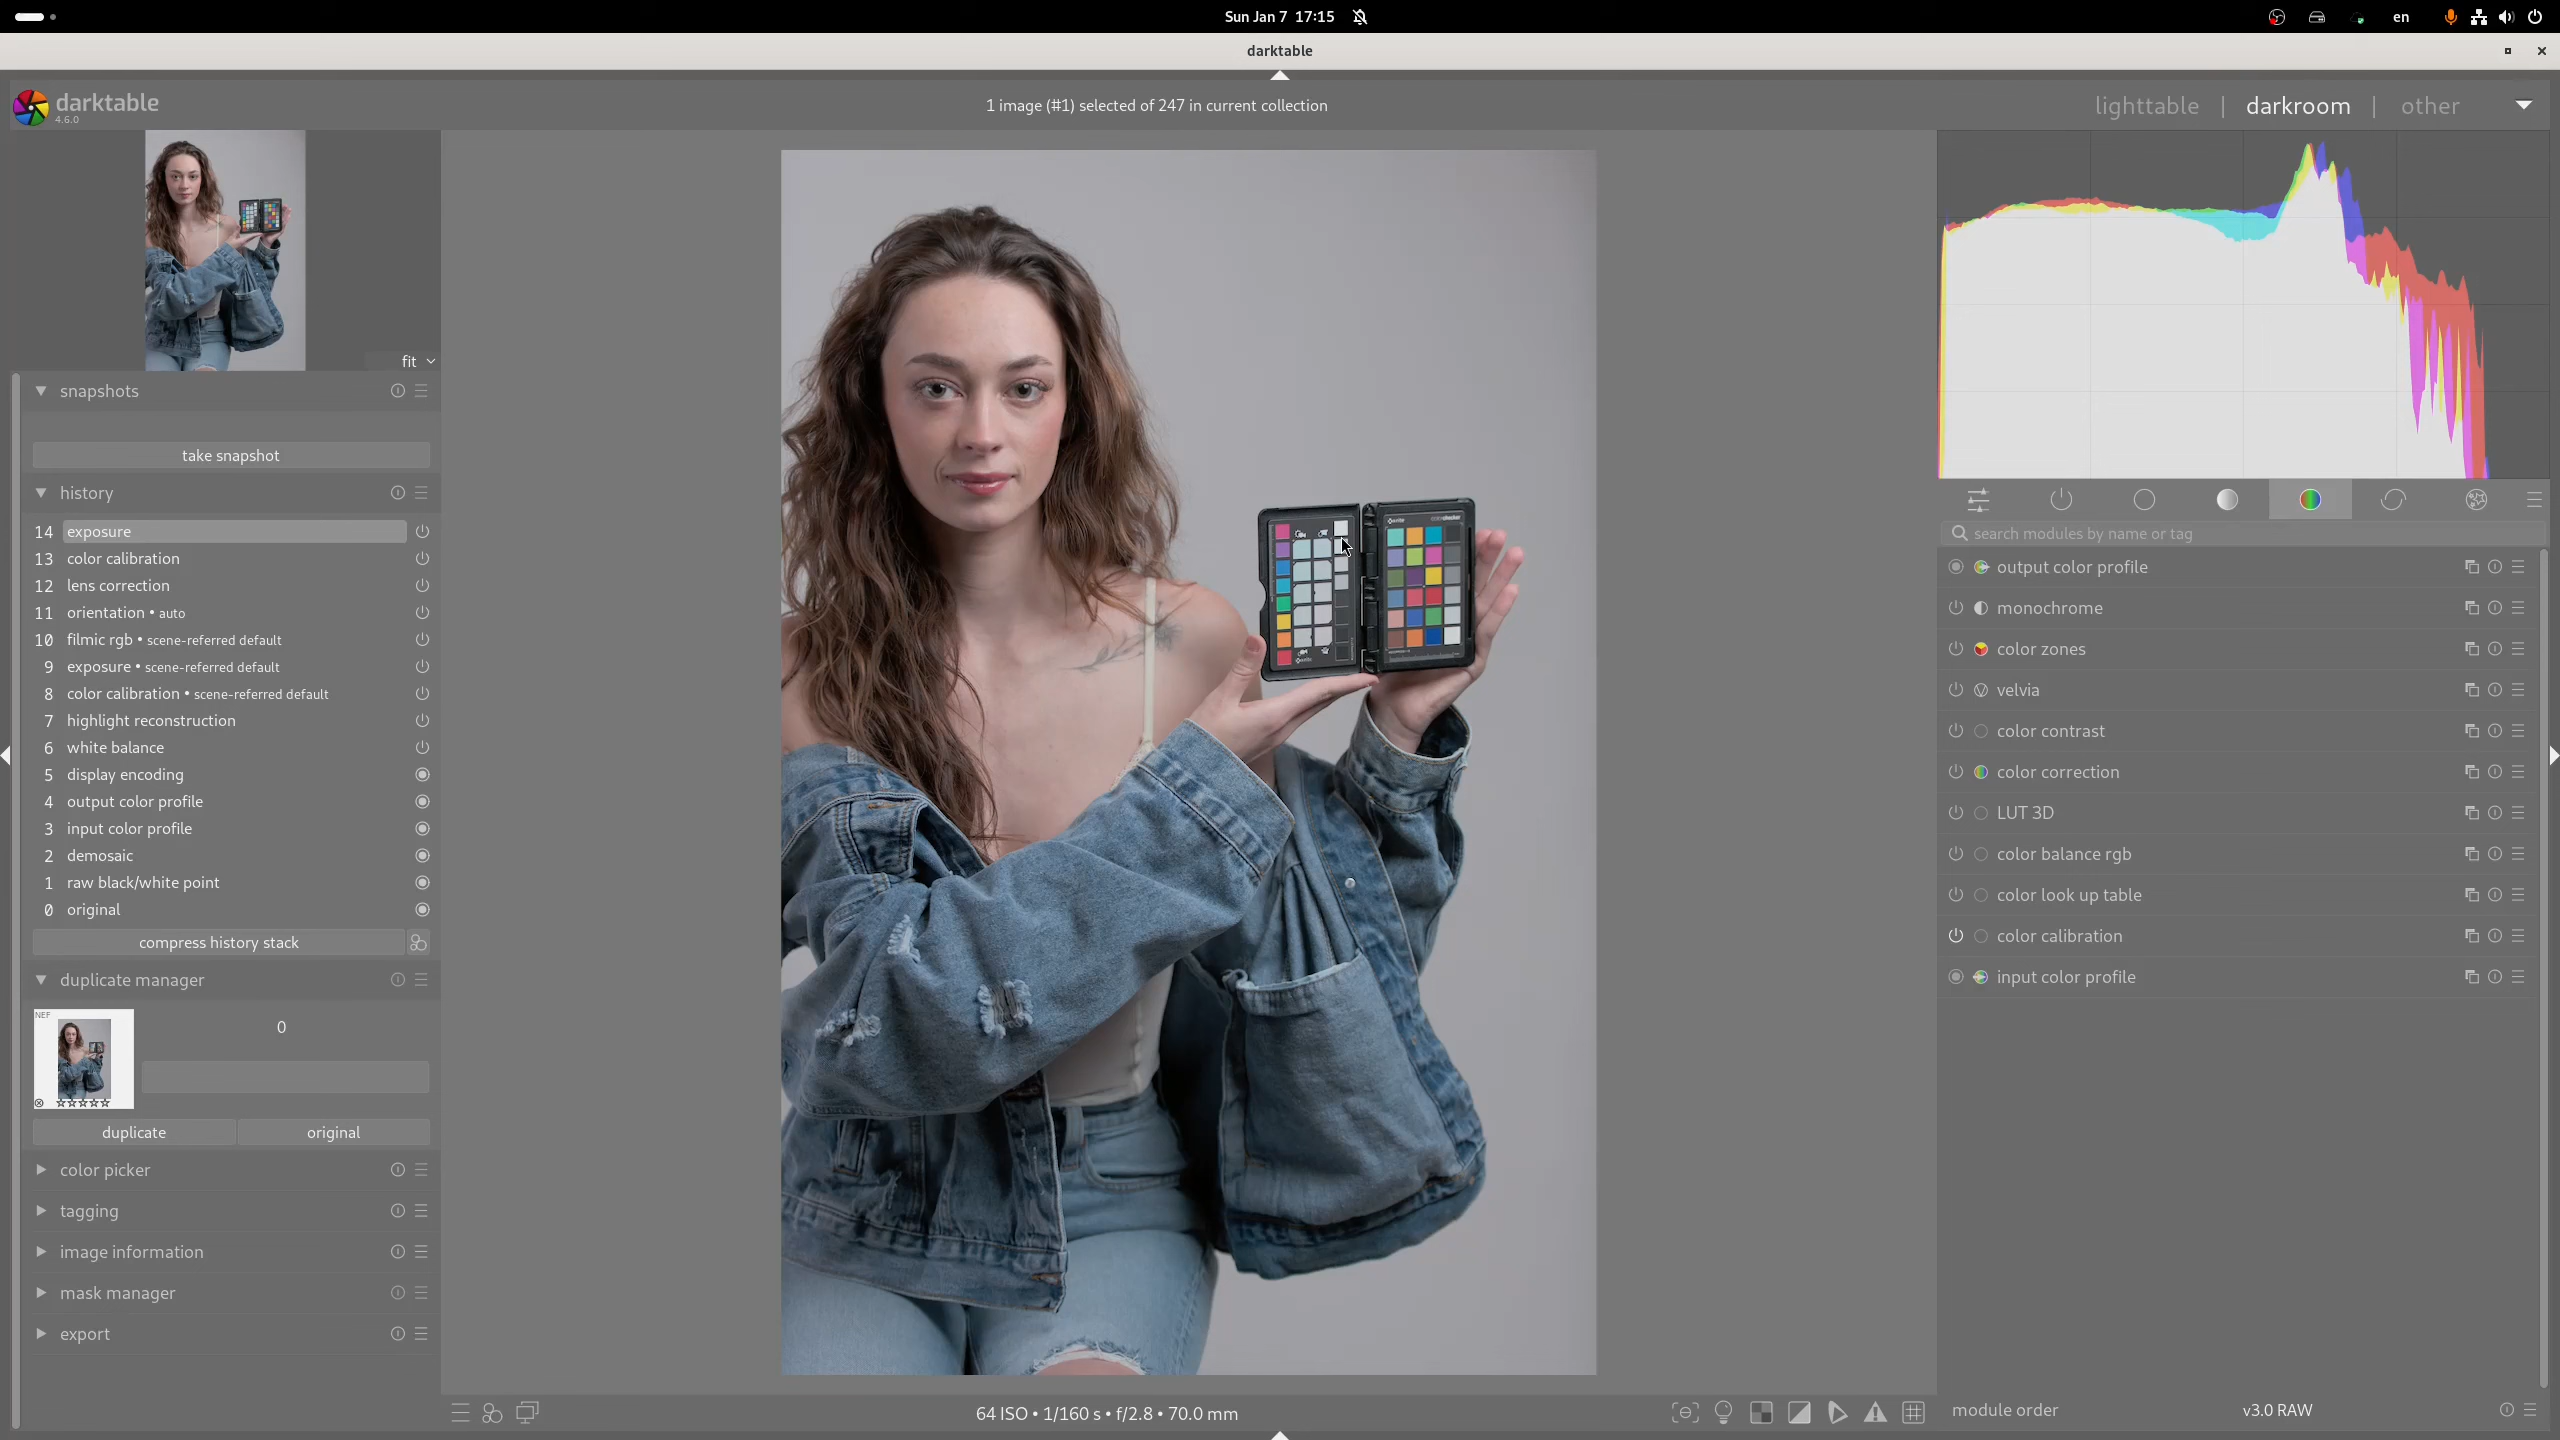 Sun Jan 7 17:15
en
darktable
darktable
4.6.0
1 image (#1) selected of 247 in current collection
lighttable | darkroom | other
fit
snapshots
take snapshot
history
14 exposure
13 color calibration
12 lens correction
11 orientation • auto
10 filmic rgb • scene-referred default
9 exposure • scene-referred default
8 color calibration • scene-referred default
7 highlight reconstruction
6 white balance
5 display encoding
4 output color profile
3 input color profile
2 demosaic
1 raw black/white point
0 original
compress history stack
duplicate manager
NEF
0
duplicate
original
color picker
tagging
image information
mask manager
export
64 ISO • 1/160 s • f/2.8 • 70.0 mm
search modules by name or tag
output color profile
monochrome
color zones
velvia
color contrast
color correction
LUT 3D
color balance rgb
color look up table
color calibration
input color profile
module order
v3.0 RAW